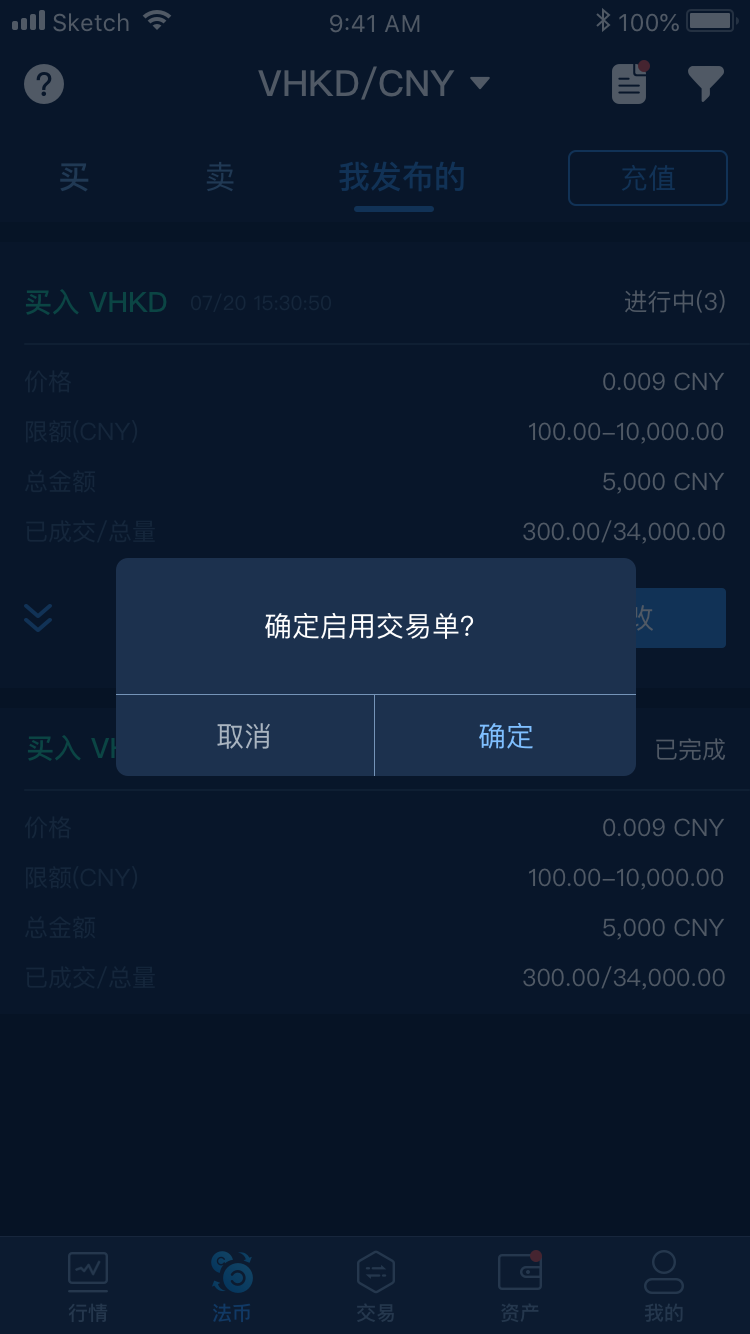 Sketch 9:41 AM 100%
? VHKD/CNY
买 卖 我发布的 充值
买入 VHKD 07/20 15:30:50 进行中(3)
价格 0.009 CNY
限额(CNY) 100.00–10,000.00
总金额 5,000 CNY
已成交/总量 300.00/34,000.00
确定启用交易单?
改
取消 确定
买入 VH 已完成
价格 0.009 CNY
限额(CNY) 100.00–10,000.00
总金额 5,000 CNY
已成交/总量 300.00/34,000.00
行情 法币 交易 资产 我的